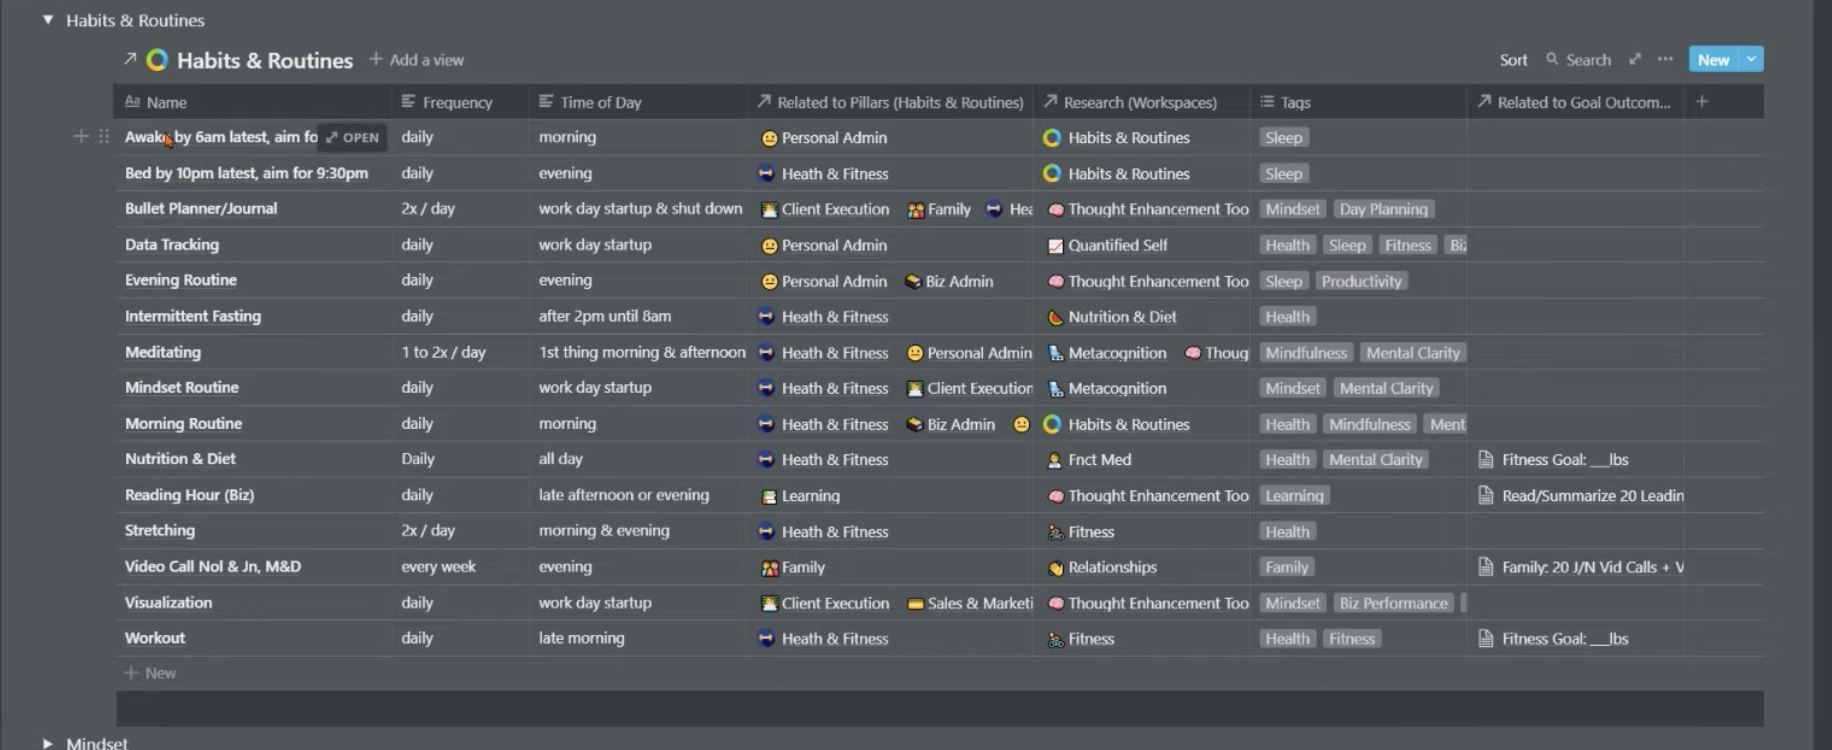 Habits & Routines
Habits & Routines + Add a view Sort Search ... New
Aa Name Frequency Time of Day Related to Pillars (Habits & Routines) Research (Workspaces) Tags Related to Goal Outcom... +
Awake by 6am latest, aim fo OPEN daily morning Personal Admin Habits & Routines Sleep
Bed by 10pm latest, aim for 9:30pm daily evening Heath & Fitness Habits & Routines Sleep
Bullet Planner/Journal 2x / day work day startup & shut down Client Execution Family Hea Thought Enhancement Too Mindset Day Planning
Data Tracking daily work day startup Personal Admin Quantified Self Health Sleep Fitness Biz
Evening Routine daily evening Personal Admin Biz Admin Thought Enhancement Too Sleep Productivity
Intermittent Fasting daily after 2pm until 8am Heath & Fitness Nutrition & Diet Health
Meditating 1 to 2x / day 1st thing morning & afternoon Heath & Fitness Personal Admin Metacognition Thoug Mindfulness Mental Clarity
Mindset Routine daily work day startup Heath & Fitness Client Execution Metacognition Mindset Mental Clarity
Morning Routine daily morning Heath & Fitness Biz Admin Habits & Routines Health Mindfulness Ment
Nutrition & Diet Daily all day Heath & Fitness Fnct Med Health Mental Clarity Fitness Goal: __lbs
Reading Hour (Biz) daily late afternoon or evening Learning Thought Enhancement Too Learning Read/Summarize 20 Leadin
Stretching 2x / day morning & evening Heath & Fitness Fitness Health
Video Call Nol & Jn, M&D every week evening Family Relationships Family Family: 20 J/N Vid Calls + V
Visualization daily work day startup Client Execution Sales & Marketi Thought Enhancement Too Mindset Biz Performance
Workout daily late morning Heath & Fitness Fitness Health Fitness Fitness Goal: __lbs
+ New
Mindset